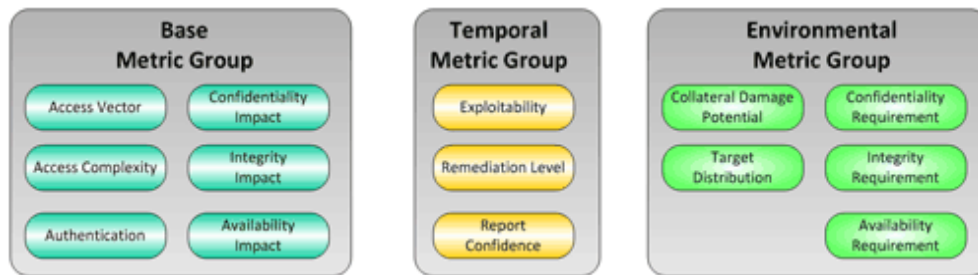 Base
Metric Group
Access Vector
Confidentiality
Impact
Access Complexity
Integrity
Impact
Authentication
Availability
Impact
Temporal
Metric Group
Exploitability
Remediation Level
Report
Confidence
Environmental
Metric Group
Collateral Damage
Potential
Confidentiality
Requirement
Target
Distribution
Integrity
Requirement
Availability
Requirement